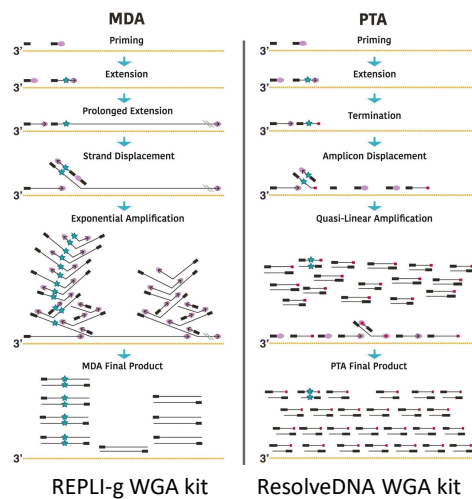 MDA
Priming
3'
Extension
3'
Prolonged Extension
3'
Strand Displacement
3'
Exponential Amplification
3'
MDA Final Product
3'
REPLI-g WGA kit
PTA
Priming
3'
Extension
3'
Termination
3'
Amplicon Displacement
3'
Quasi-Linear Amplification
3'
PTA Final Product
3'
ResolveDNA WGA kit